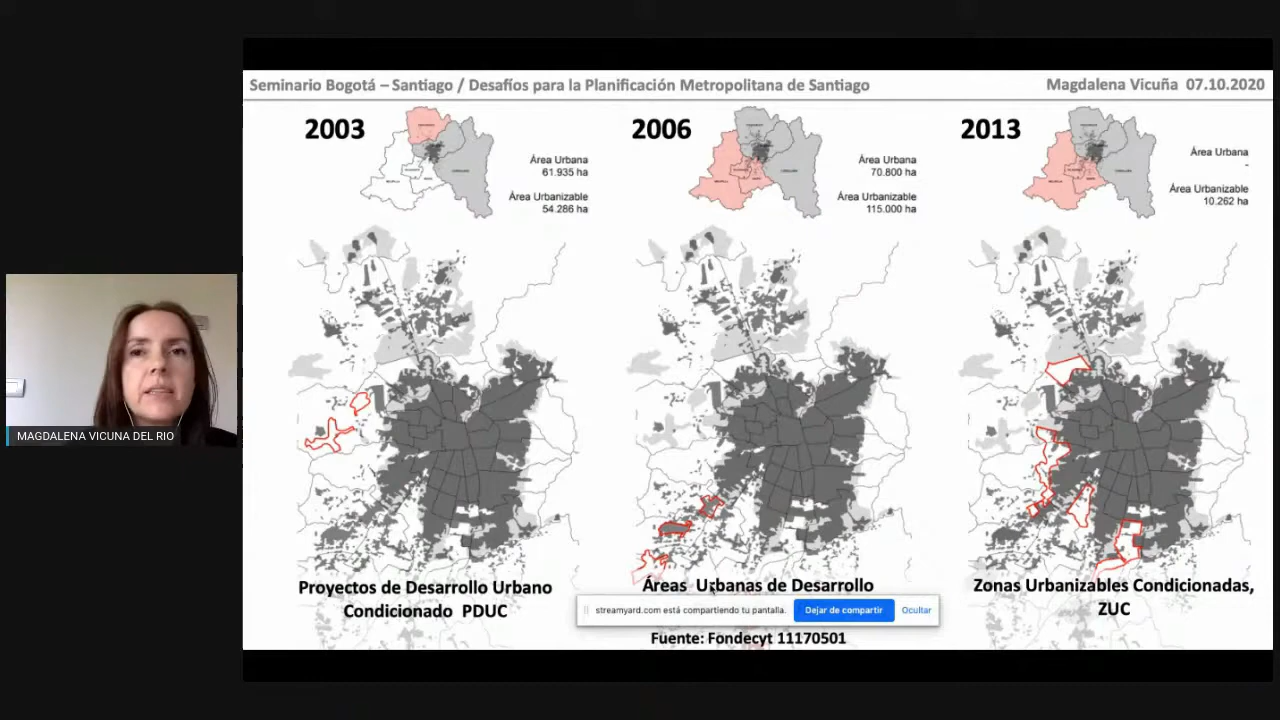 Seminario Bogotá – Santiago / Desafíos para la Planificación Metropolitana de Santiago
Magdalena Vicuña 07.10.2020
2003
Área Urbana
61.935 ha
Área Urbanizable
54.286 ha
2006
Área Urbana
70.800 ha
Área Urbanizable
115.000 ha
2013
Área Urbana
-
Área Urbanizable
10.262 ha
MAGDALENA VICUNA DEL RIO
Proyectos de Desarrollo Urbano
Condicionado PDUC
Áreas Urbanas de Desarrollo
Zonas Urbanizables Condicionadas,
ZUC
streamyard.com está compartiendo tu pantalla.
Dejar de compartir
Ocultar
Fuente: Fondecyt 11170501